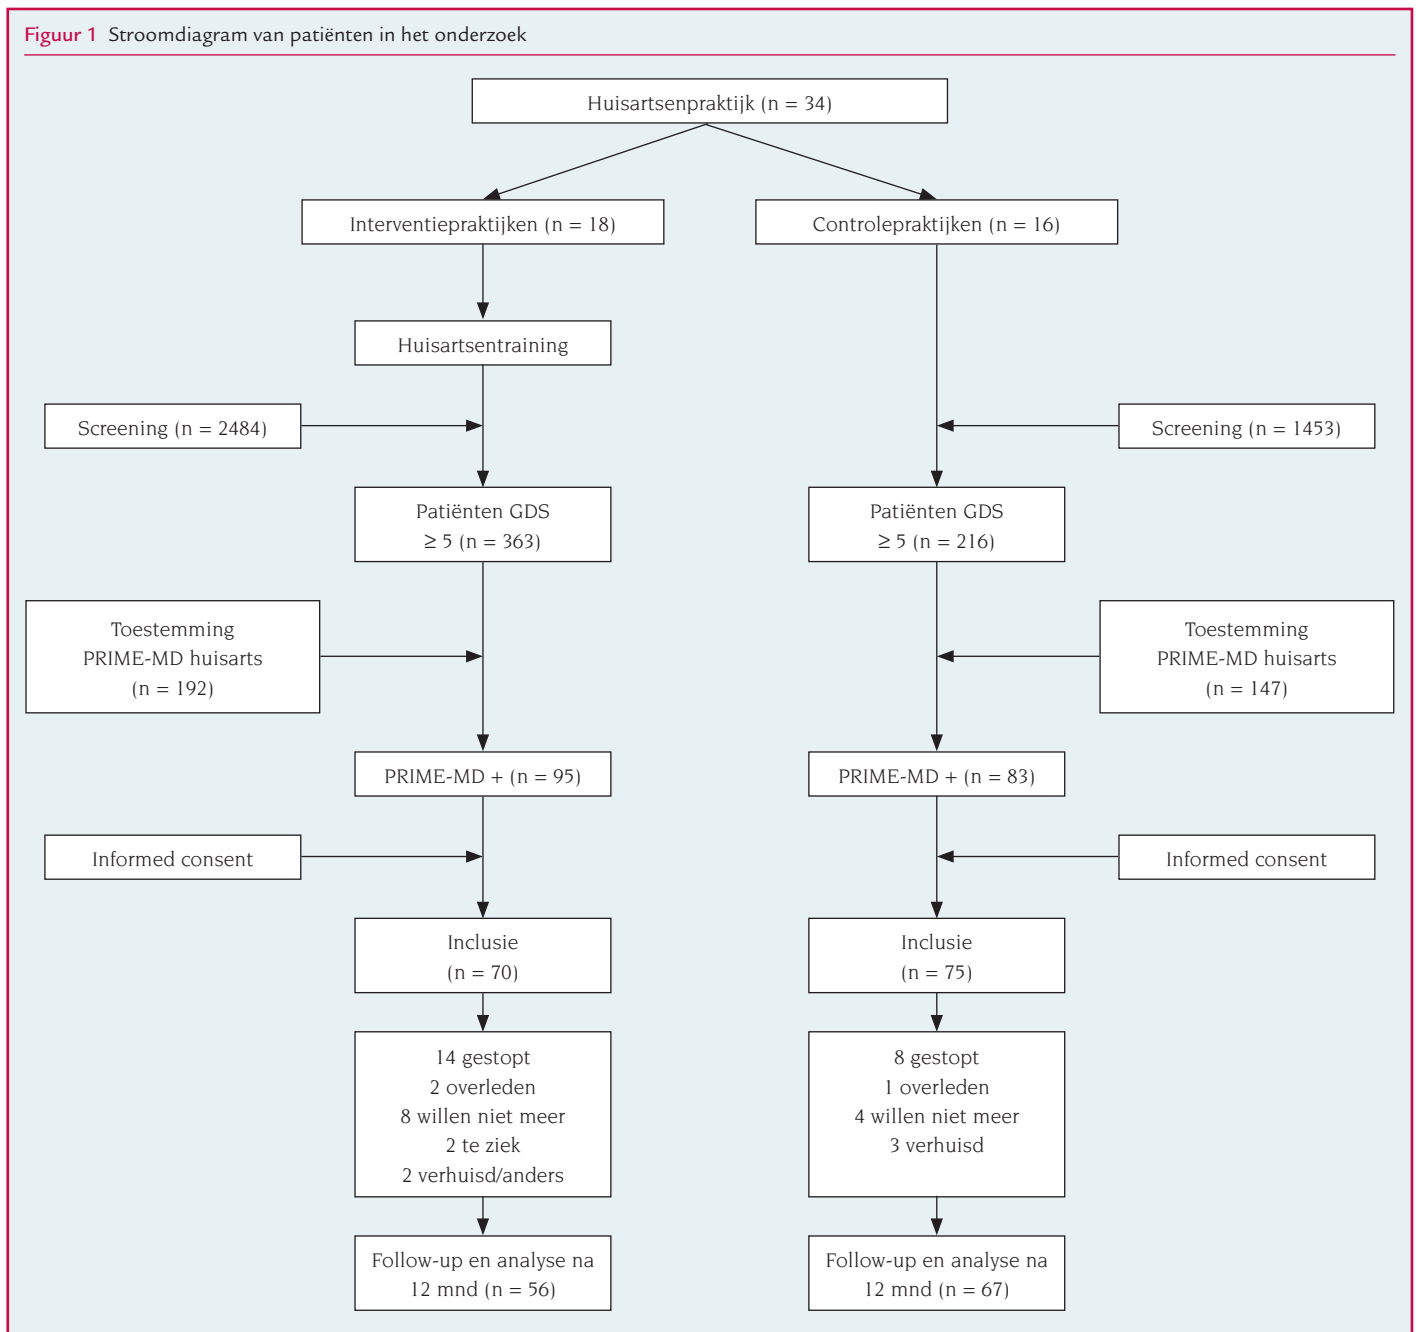 Figuur 1 Stroomdiagram van patiënten in het onderzoek
Huisartsenpraktijk (n = 34)
Interventiepraktijken (n = 18)
Controlepraktijken (n = 16)
Huisartsentraining
Screening (n = 2484)
Screening (n = 1453)
Patiënten GDS
≥ 5 (n = 363)
Patiënten GDS
≥ 5 (n = 216)
Toestemming
PRIME-MD huisarts
(n = 192)
Toestemming
PRIME-MD huisarts
(n = 147)
PRIME-MD + (n = 95)
PRIME-MD + (n = 83)
Informed consent
Informed consent
Inclusie
(n = 70)
Inclusie
(n = 75)
14 gestopt
2 overleden
8 willen niet meer
2 te ziek
2 verhuisd/anders
8 gestopt
1 overleden
4 willen niet meer
3 verhuisd
Follow-up en analyse na
12 mnd (n = 56)
Follow-up en analyse na
12 mnd (n = 67)